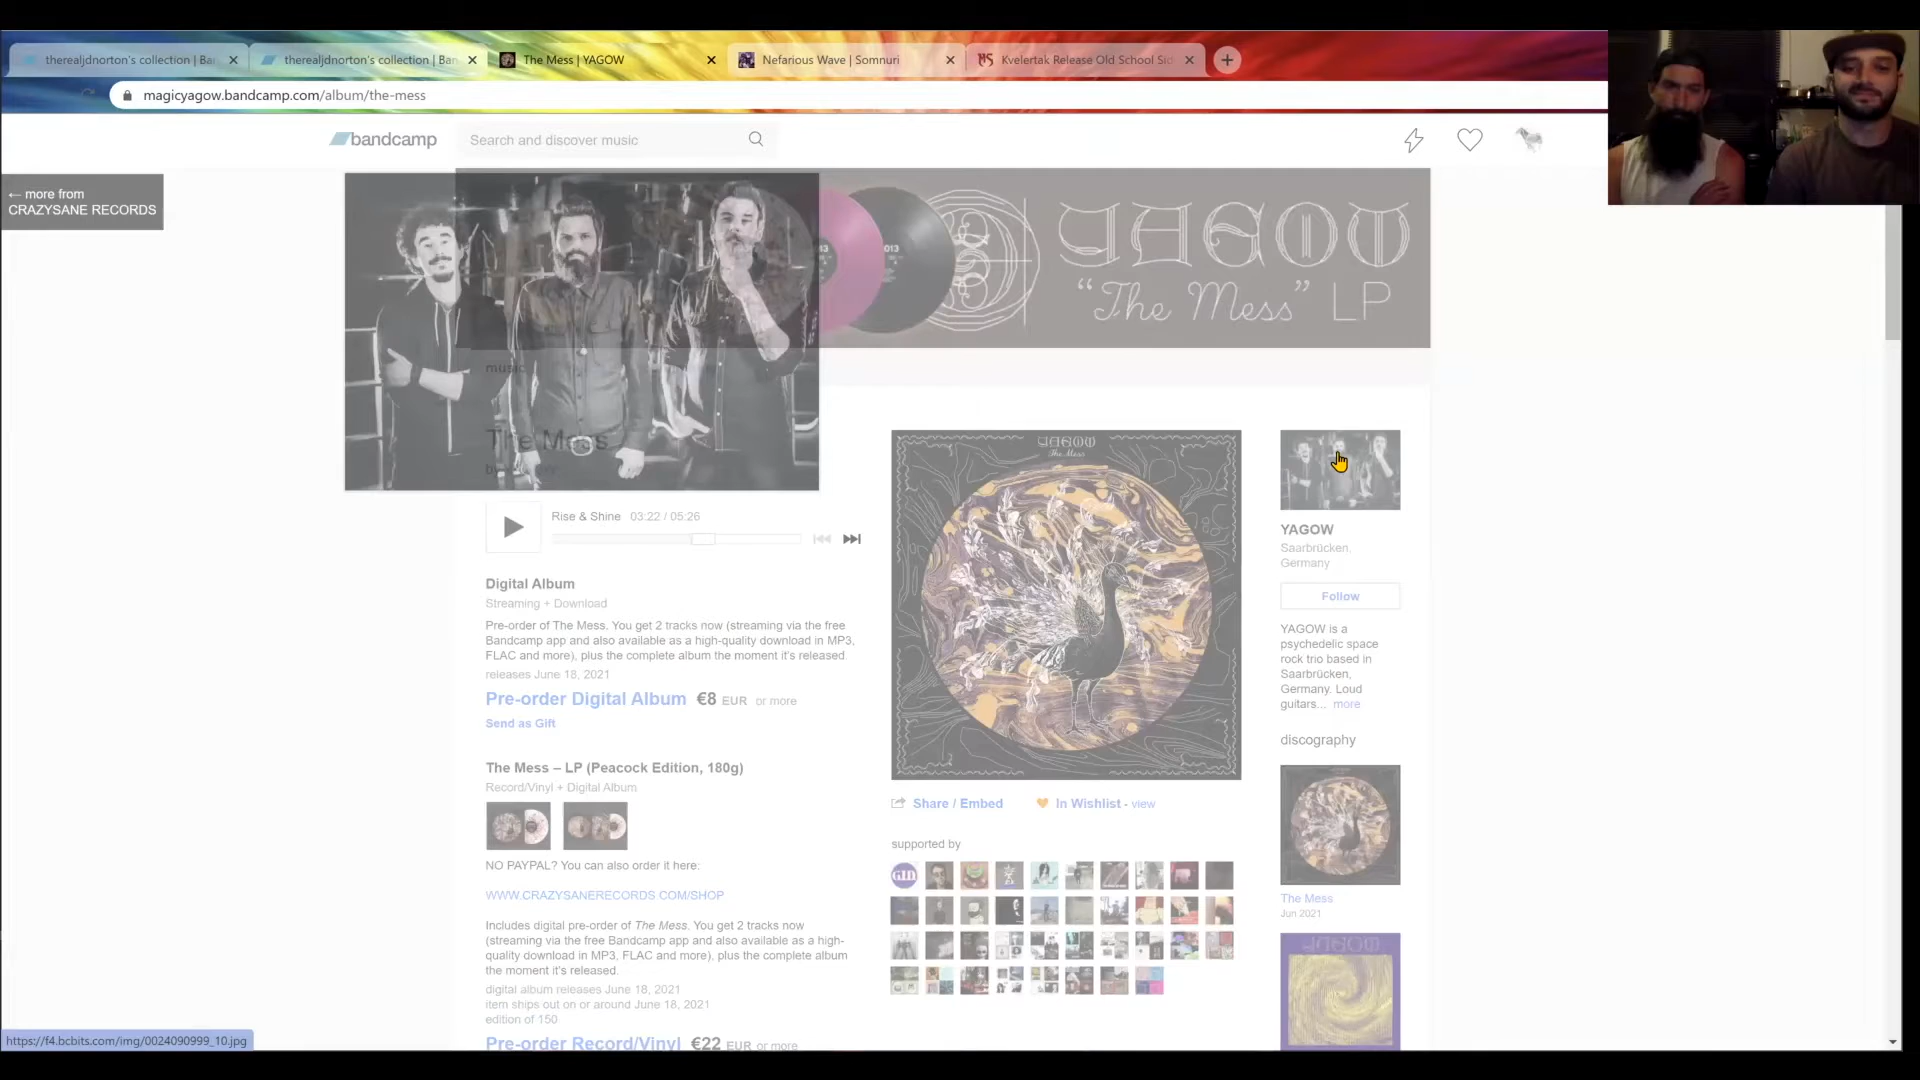 therealjdnorton's collection | Ba
therealjdnorton's collection | Ban
The Mess | YAGOW
Nefarious Wave | Somnuri
Kvelertak Release Old School Sid
magicyagow.bandcamp.com/album/the-mess
bandcamp
Search and discover music
← more from
CRAZYSANE RECORDS
YAGOW
"The Mess" LP
013
music
The Mess
by
Rise & Shine 03:22 / 05:26
Digital Album
Streaming + Download
Pre-order of The Mess. You get 2 tracks now (streaming via the free
Bandcamp app and also available as a high-quality download in MP3,
FLAC and more), plus the complete album the moment it's released.
releases June 18, 2021
Pre-order Digital Album €8 EUR or more
Send as Gift
The Mess – LP (Peacock Edition, 180g)
Record/Vinyl + Digital Album
NO PAYPAL? You can also order it here:
WWW.CRAZYSANERECORDS.COM/SHOP
Includes digital pre-order of The Mess. You get 2 tracks now
(streaming via the free Bandcamp app and also available as a high-
quality download in MP3, FLAC and more), plus the complete album
the moment it's released.
digital album releases June 18, 2021
item ships out on or around June 18, 2021
edition of 150
Pre-order Record/Vinyl €22 EUR or more
YAGOW
The Mess
Share / Embed
In Wishlist - view
supported by
YAGOW
Saarbrücken,
Germany
Follow
YAGOW is a
psychedelic space
rock trio based in
Saarbrücken,
Germany. Loud
guitars... more
discography
The Mess
Jun 2021
YAGOW
https://f4.bcbits.com/img/0024090999_10.jpg